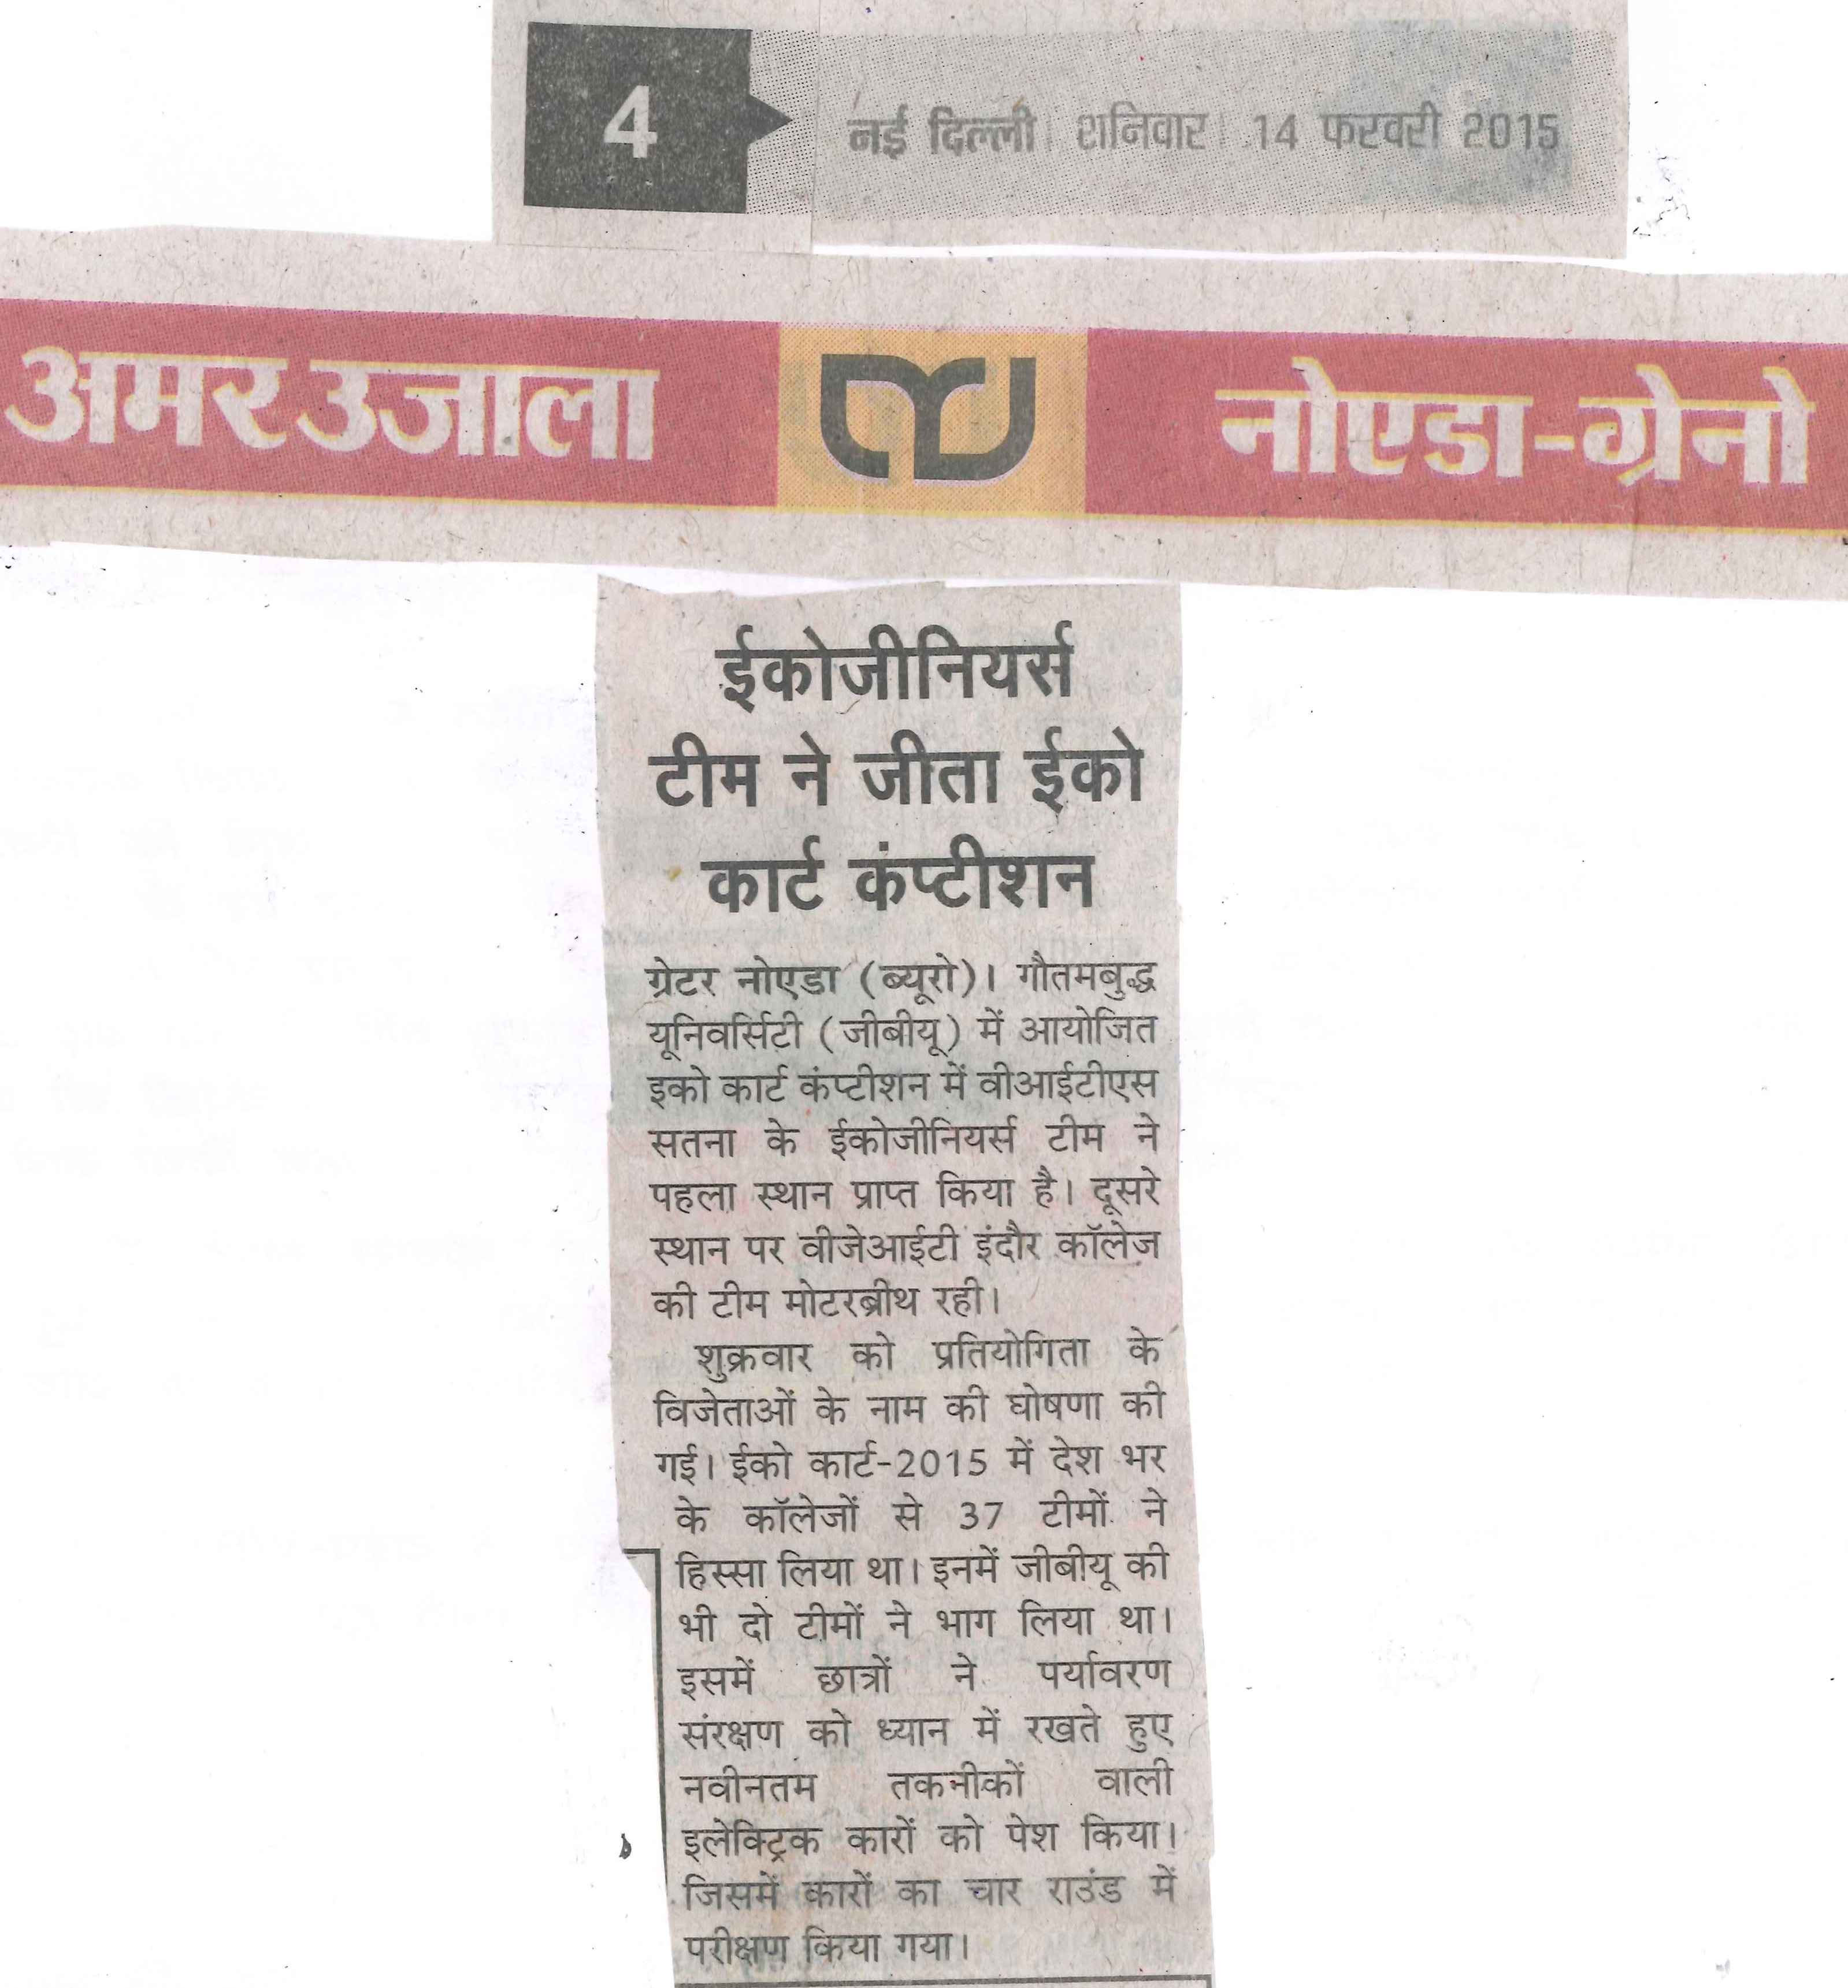 4
नई दिल्ली। शनिवार। 14 फरवरी 2015
अमर उजाला
नोएडा-ग्रेनो
ईकोजीनियर्स
टीम ने जीता ईको
कार्ट कंप्टीशन
ग्रेटर नोएडा (ब्यूरो)। गौतमबुद्ध
यूनिवर्सिटी (जीबीयू) में आयोजित
इको कार्ट कंप्टीशन में वीआईटीएस
सतना के ईकोजीनियर्स टीम ने
पहला स्थान प्राप्त किया है। दूसरे
स्थान पर वीजेआईटी इंदौर कॉलेज
की टीम मोटरब्रीथ रही।
शुक्रवार को प्रतियोगिता के
विजेताओं के नाम की घोषणा की
गई। ईको कार्ट-2015 में देश भर
के कॉलेजों से 37 टीमों ने
हिस्सा लिया था। इनमें जीबीयू की
भी दो टीमों ने भाग लिया था।
इसमें छात्रों ने पर्यावरण
संरक्षण को ध्यान में रखते हुए
नवीनतम तकनीकों वाली
इलेक्ट्रिक कारों को पेश किया।
जिसमें कारों का चार राउंड में
परीक्षण किया गया।